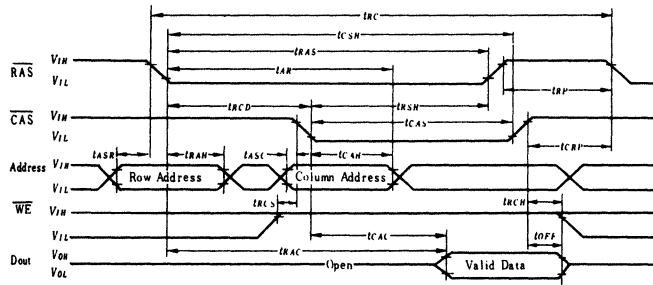 tRC
tCSH
tRAS
tAR
RAS VIH
VIL
tRP
tRCD tRSH
CAS VIH
VIL
tCAS
tCRP
tASR tRAH tASC tCAH
Address VIH
VIL
Row Address Column Address
WE VIH
VIL
tRCS tRCH
tCAC tOFF
tRAC
Dout VOH
VOL
Open Valid Data